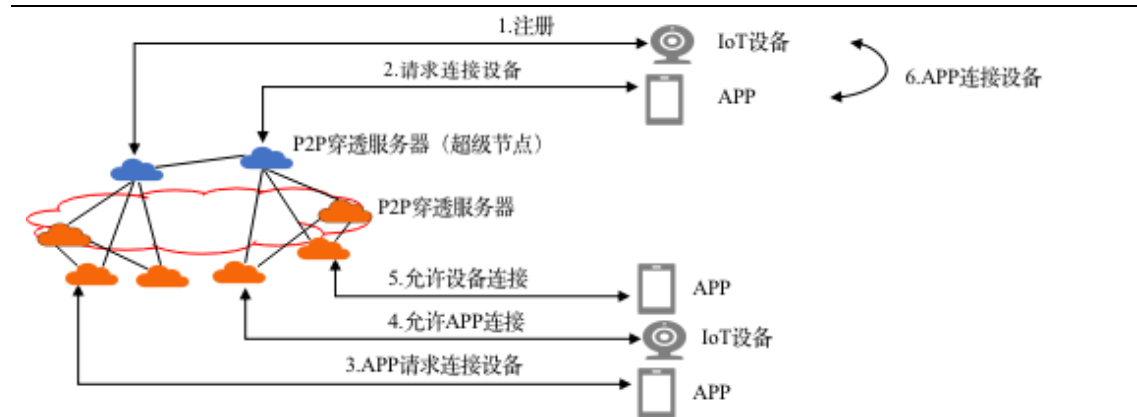 1.注册
IoT设备
2.请求连接设备
6.APP连接设备
APP
P2P穿透服务器（超级节点）
P2P穿透服务器
5.允许设备连接
APP
4.允许APP连接
IoT设备
3.APP请求连接设备
APP